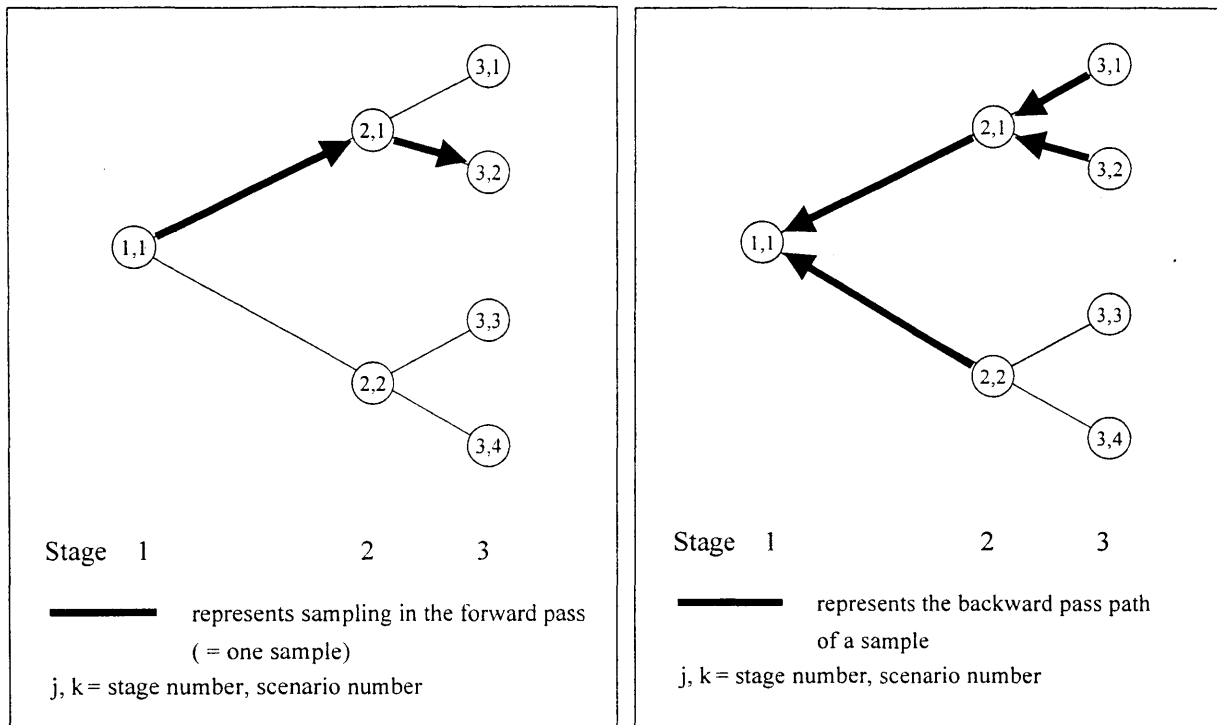 3,1
2,1
3,2
1,1
3,3
2,2
3,4
Stage 1 2 3
represents sampling in the forward pass
( = one sample)
j, k = stage number, scenario number
3,1
2,1
3,2
1,1
3,3
2,2
3,4
Stage 1 2 3
represents the backward pass path
of a sample
j, k = stage number, scenario number